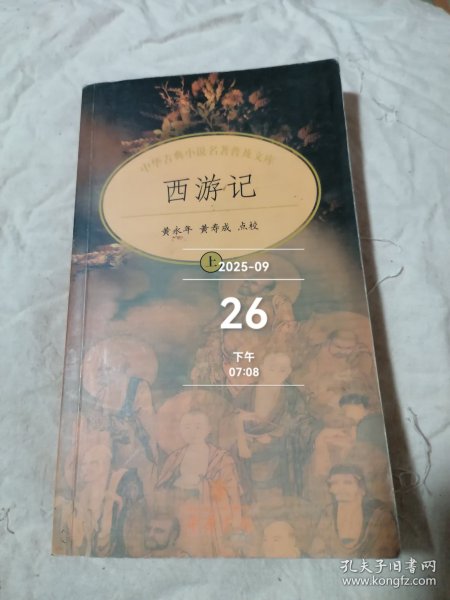 中华古典小说名著普及文库
西游记
黄永年 黄寿成 点校
上
2025-09
26
下午
07:08
孔夫子旧书网
www.kongfz.com